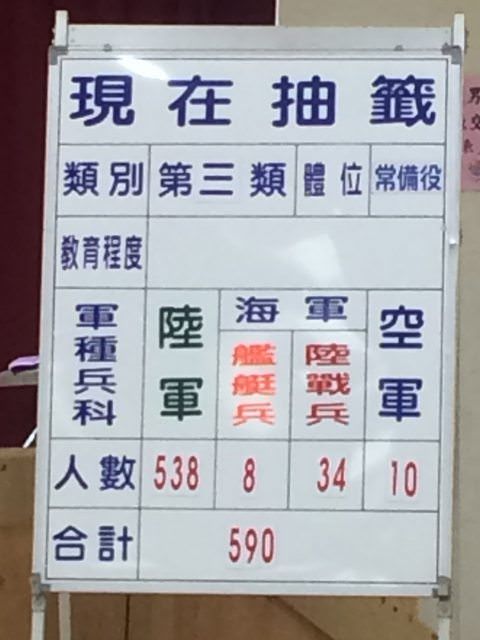 現在抽籤
類別 第三類 體位 常備役
教育程度
軍種兵科 陸軍 海軍 空軍
艦艇兵 陸戰兵
人數 538 8 34 10
合計 590